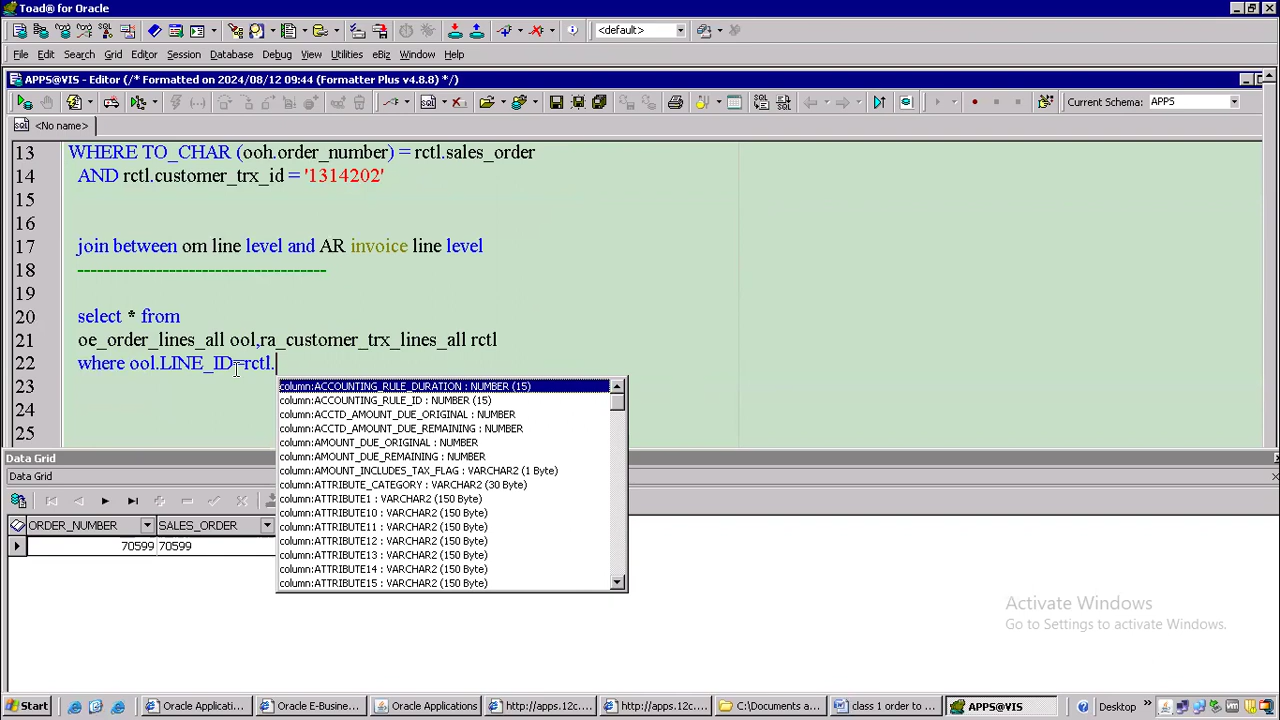 Toad® for Oracle
<default>
File Edit Search Grid Editor Session Database Debug View Utilities eBiz Window Help
APPS@VIS - Editor (/* Formatted on 2024/08/12 09:44 (Formatter Plus v4.8.8) */)
Current Schema: APPS
<No name>
13 WHERE TO_CHAR (ooh.order_number) = rctl.sales_order
14 AND rctl.customer_trx_id = '1314202'
15
16
17 join between om line level and AR invoice line level
18 --------------------------------------
19
20 select * from
21 oe_order_lines_all ool,ra_customer_trx_lines_all rctl
22 where ool.LINE_ID=rctl.
23
24
25
column:ACCOUNTING_RULE_DURATION : NUMBER (15)
column:ACCOUNTING_RULE_ID : NUMBER (15)
column:ACCTD_AMOUNT_DUE_ORIGINAL : NUMBER
column:ACCTD_AMOUNT_DUE_REMAINING : NUMBER
column:AMOUNT_DUE_ORIGINAL : NUMBER
column:AMOUNT_DUE_REMAINING : NUMBER
column:AMOUNT_INCLUDES_TAX_FLAG : VARCHAR2 (1 Byte)
column:ATTRIBUTE_CATEGORY : VARCHAR2 (30 Byte)
column:ATTRIBUTE1 : VARCHAR2 (150 Byte)
column:ATTRIBUTE10 : VARCHAR2 (150 Byte)
column:ATTRIBUTE11 : VARCHAR2 (150 Byte)
column:ATTRIBUTE12 : VARCHAR2 (150 Byte)
column:ATTRIBUTE13 : VARCHAR2 (150 Byte)
column:ATTRIBUTE14 : VARCHAR2 (150 Byte)
column:ATTRIBUTE15 : VARCHAR2 (150 Byte)
Data Grid
Data Grid
ORDER_NUMBER SALES_ORDER
70599 70599
Activate Windows
Go to Settings to activate Windows.
Start Oracle Applicati... Oracle E-Busine... Oracle Applications http://apps.12c.... http://apps.12c.... C:\Documents a... class 1 order to ... APPS@VIS Desktop